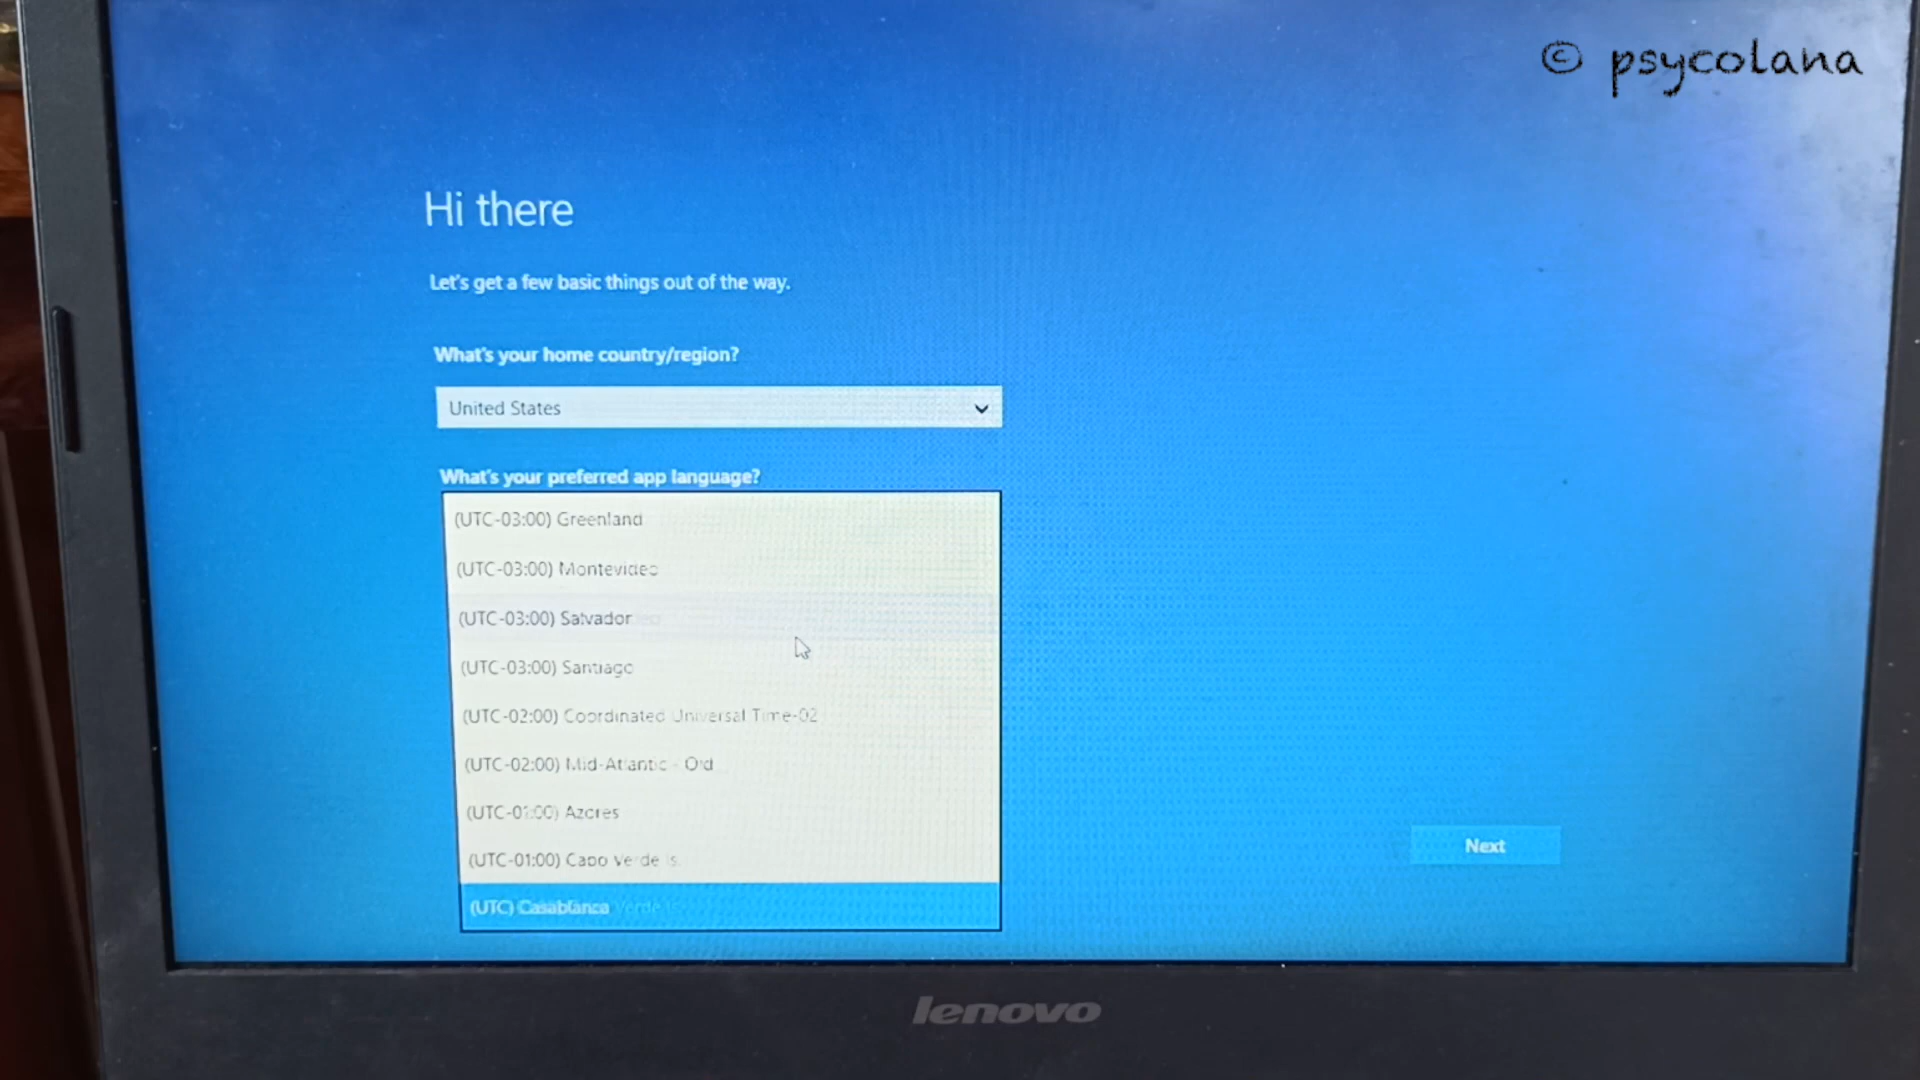 © psycolana
Hi there
Let's get a few basic things out of the way.
What's your home country/region?
United States
What's your preferred app language?
(UTC-03:00) Greenland
(UTC-03:00) Montevideo
(UTC-03:00) Salvador
(UTC-03:00) Santiago
(UTC-02:00) Coordinated Universal Time-02
(UTC-02:00) Mid-Atlantic - Old
(UTC-01:00) Azores
(UTC-01:00) Cabo Verde Is.
(UTC) Casablanca
Next
lenovo